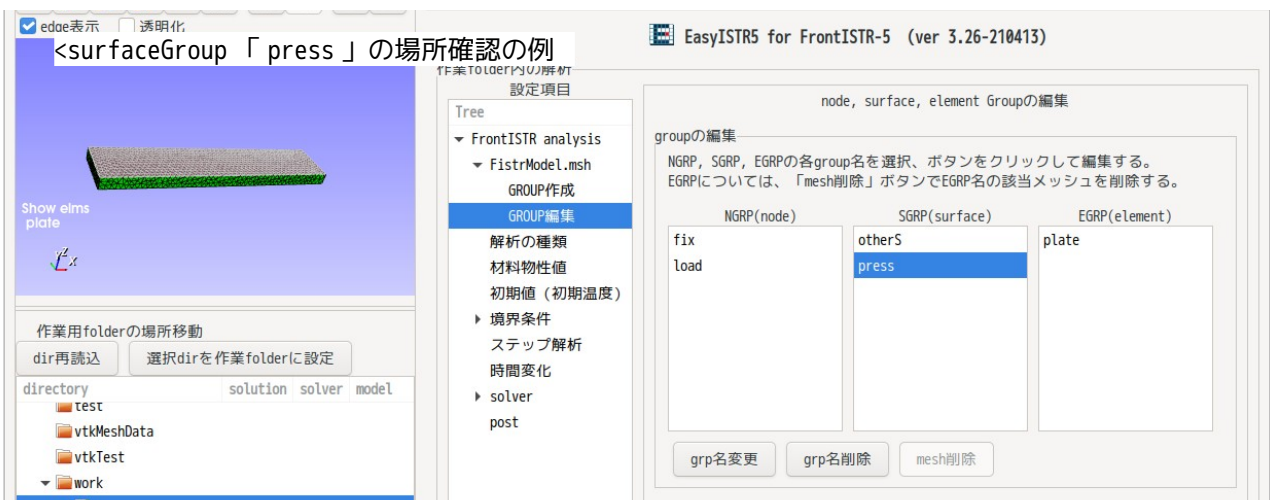 edge表示 透明化
<surfaceGroup 「 press 」の場所確認の例
Show elms
plate
Z
Y
X
作業用folderの場所移動
dir再読込 選択dirを作業folderに設定
directory solution solver model
test
vtkMeshData
vtkTest
work
EasyISTR5 for FrontISTR-5 (ver 3.26-210413)
作業folder内の解析
設定項目
Tree
FrontISTR analysis
FistrModel.msh
GROUP作成
GROUP編集
解析の種類
材料物性値
初期値 (初期温度)
境界条件
ステップ解析
時間変化
solver
post
node, surface, element Groupの編集
groupの編集
NGRP, SGRP, EGRPの各group名を選択、ボタンをクリックして編集する。
EGRPについては、「mesh削除」ボタンでEGRP名の該当メッシュを削除する。
NGRP(node) SGRP(surface) EGRP(element)
fix otherS plate
load press
grp名変更 grp名削除 mesh削除